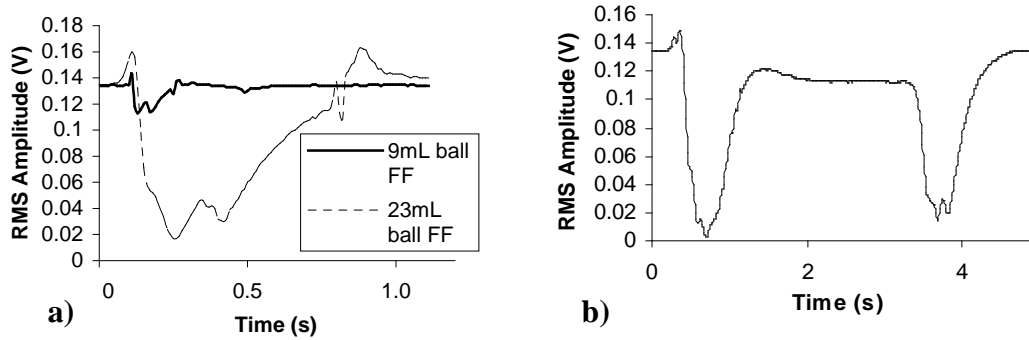 0.18
0.16
0.14
0.12
0.1
0.08
0.06
0.04
0.02
0
RMS Amplitude (V)
0 0.5 1.0
Time (s)
9mL ball
FF
23mL
ball FF
a)
0.16
0.14
0.12
0.1
0.08
0.06
0.04
0.02
0
RMS Amplitude (V)
0 2 4
Time (s)
b)